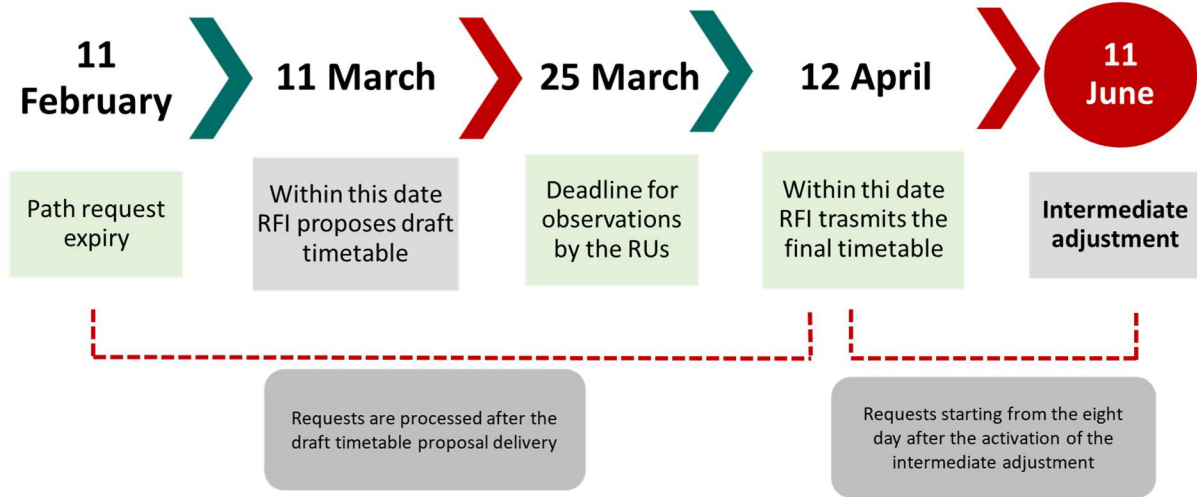 11
February
11 March
25 March
12 April
11
June
Path request
expiry
Within this date
RFI proposes draft
timetable
Deadline for
observations
by the RUs
Within thi date
RFI trasmits the
final timetable
Intermediate
adjustment
Requests are processed after the
draft timetable proposal delivery
Requests starting from the eight
day after the activation of the
intermediate adjustment